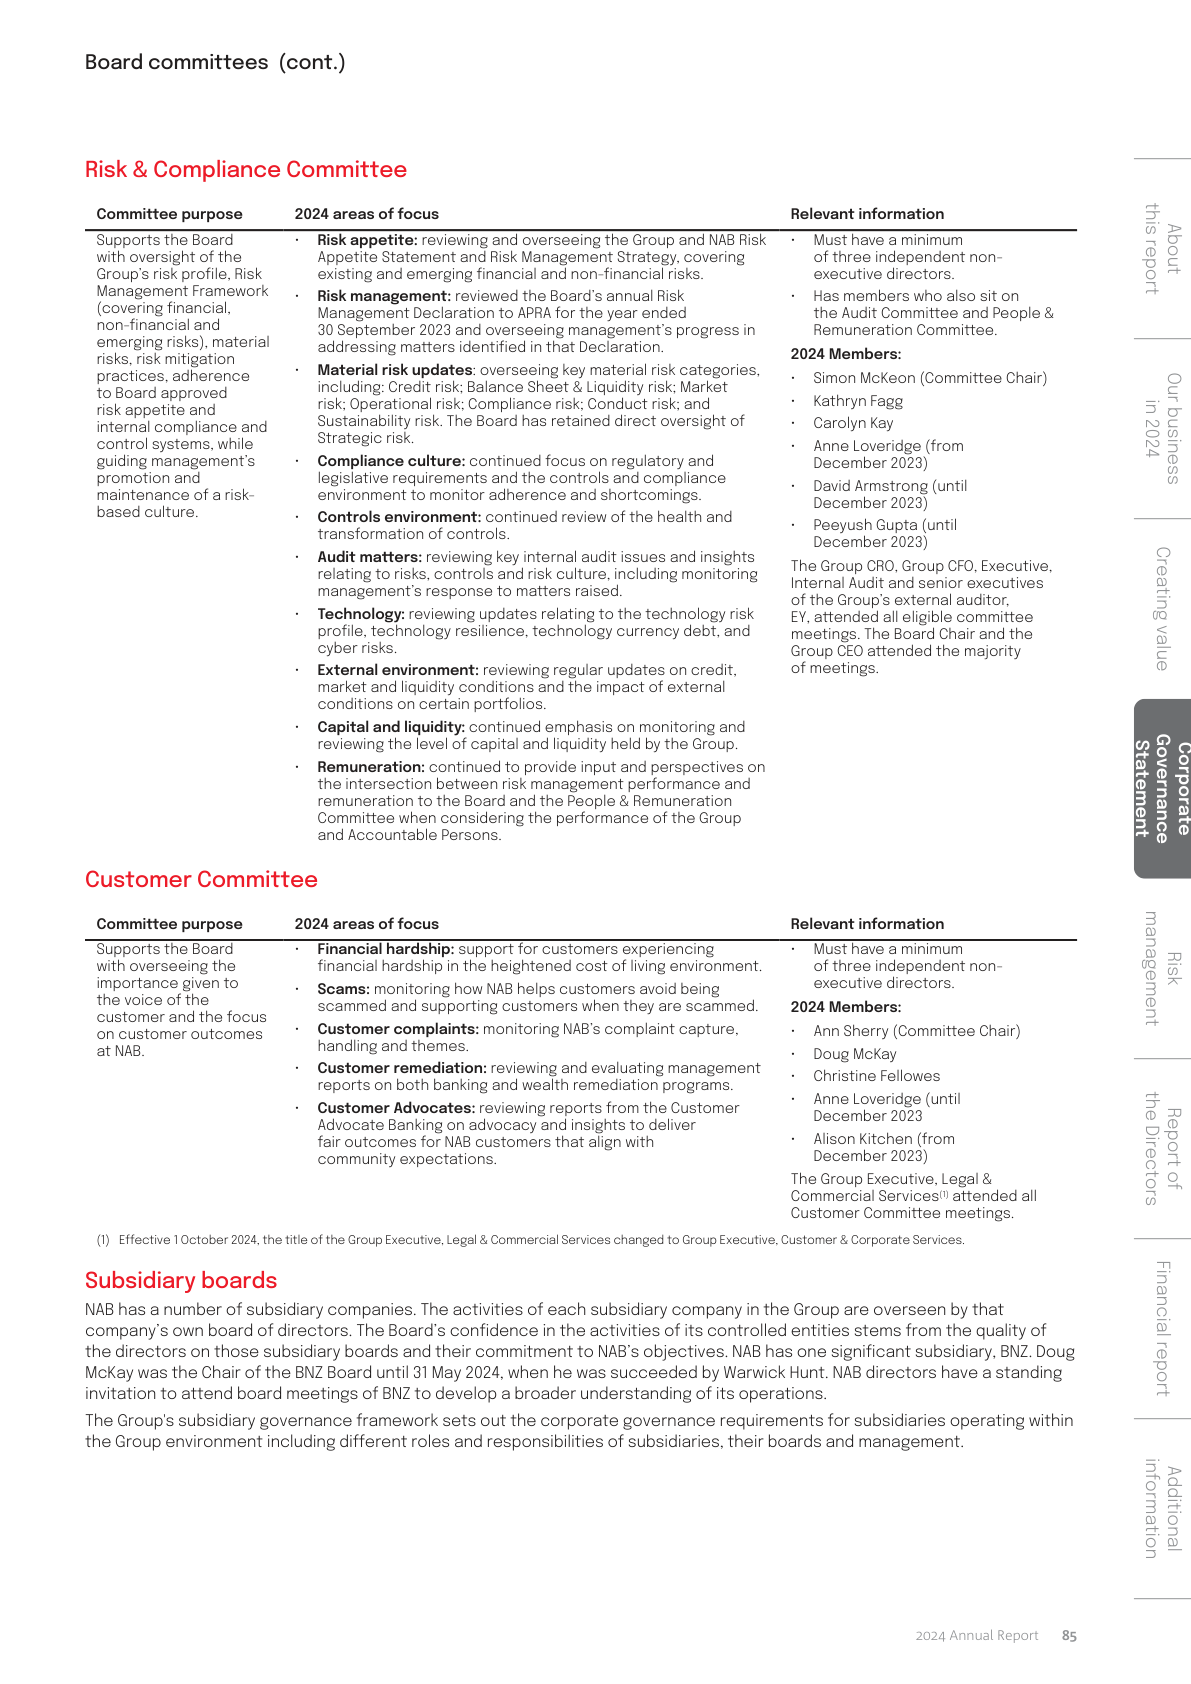 Board committees  (cont.)
Risk & Compliance Committee
Committee purpose
2024 areas of focus
Relevant information
Supports the Board
with oversight of the
Group's risk profile, Risk
Management Framework
(covering financial,
non-financial and
emerging risks), material
risks, risk mitigation
practices, adherence
to Board approved
risk appetite and
internal compliance and
control systems, while
guiding management's
promotion and
maintenance of a risk-
based culture.
· Risk appetite: reviewing and overseeing the Group and NAB Risk
Appetite Statement and Risk Management Strategy, covering
existing and emerging financial and non-financial risks.
· Risk management: reviewed the Board's annual Risk
Management Declaration to APRA for the year ended
30 September 2023 and overseeing management's progress in
addressing matters identified in that Declaration.
· Material risk updates: overseeing key material risk categories,
including: Credit risk; Balance Sheet & Liquidity risk; Market
risk; Operational risk; Compliance risk; Conduct risk; and
Sustainability risk. The Board has retained direct oversight of
Strategic risk.
· Compliance culture: continued focus on regulatory and
legislative requirements and the controls and compliance
environment to monitor adherence and shortcomings.
· Controls environment: continued review of the health and
transformation of controls.
· Audit matters: reviewing key internal audit issues and insights
relating to risks, controls and risk culture, including monitoring
management's response to matters raised.
· Technology: reviewing updates relating to the technology risk
profile, technology resilience, technology currency debt, and
cyber risks.
· External environment: reviewing regular updates on credit,
market and liquidity conditions and the impact of external
conditions on certain portfolios.
· Capital and liquidity: continued emphasis on monitoring and
reviewing the level of capital and liquidity held by the Group.
· Remuneration: continued to provide input and perspectives on
the intersection between risk management performance and
remuneration to the Board and the People & Remuneration
Committee when considering the performance of the Group
and Accountable Persons.
· Must have a minimum
of three independent non-
executive directors.
· Has members who also sit on
the Audit Committee and People &
Remuneration Committee.
2024 Members:
· Simon McKeon (Committee Chair)
· Kathryn Fagg
· Carolyn Kay
· Anne Loveridge (from
December 2023)
· David Armstrong (until
December 2023)
· Peeyush Gupta (until
December 2023)
The Group CRO, Group CFO, Executive,
Internal Audit and senior executives
of the Group's external auditor,
EY, attended all eligible committee
meetings. The Board Chair and the
Group CEO attended the majority
of meetings.
Customer Committee
Committee purpose
2024 areas of focus
Relevant information
Supports the Board
with overseeing the
importance given to
the voice of the
customer and the focus
on customer outcomes
at NAB.
· Financial hardship: support for customers experiencing
financial hardship in the heightened cost of living environment.
· Scams: monitoring how NAB helps customers avoid being
scammed and supporting customers when they are scammed.
· Customer complaints: monitoring NAB's complaint capture,
handling and themes.
· Customer remediation: reviewing and evaluating management
reports on both banking and wealth remediation programs.
· Customer Advocates: reviewing reports from the Customer
Advocate Banking on advocacy and insights to deliver
fair outcomes for NAB customers that align with
community expectations.
· Must have a minimum
of three independent non-
executive directors.
2024 Members:
· Ann Sherry (Committee Chair)
· Doug McKay
· Christine Fellowes
· Anne Loveridge (until
December 2023
· Alison Kitchen (from
December 2023)
The Group Executive, Legal &
Commercial Services(1) attended all
Customer Committee meetings.
(1)  Effective 1 October 2024, the title of the Group Executive, Legal & Commercial Services changed to Group Executive, Customer & Corporate Services.
Subsidiary boards
NAB has a number of subsidiary companies. The activities of each subsidiary company in the Group are overseen by that
company's own board of directors. The Board's confidence in the activities of its controlled entities stems from the quality of
the directors on those subsidiary boards and their commitment to NAB's objectives. NAB has one significant subsidiary, BNZ. Doug
McKay was the Chair of the BNZ Board until 31 May 2024, when he was succeeded by Warwick Hunt. NAB directors have a standing
invitation to attend board meetings of BNZ to develop a broader understanding of its operations.
The Group's subsidiary governance framework sets out the corporate governance requirements for subsidiaries operating within
the Group environment including different roles and responsibilities of subsidiaries, their boards and management.
About
this report
Our business
in 2024
Creating value
Corporate
Governance
Statement
Risk
management
Report of
the Directors
Financial report
Additional
information
2024 Annual Report 85